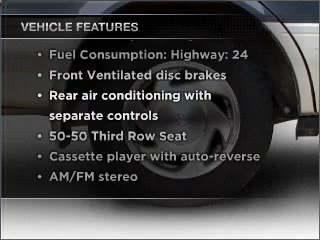 VEHICLE FEATURES
• Fuel Consumption: Highway: 24
• Front Ventilated disc brakes
• Rear air conditioning with
separate controls
• 50-50 Third Row Seat
• Cassette player with auto-reverse
• AM/FM stereo